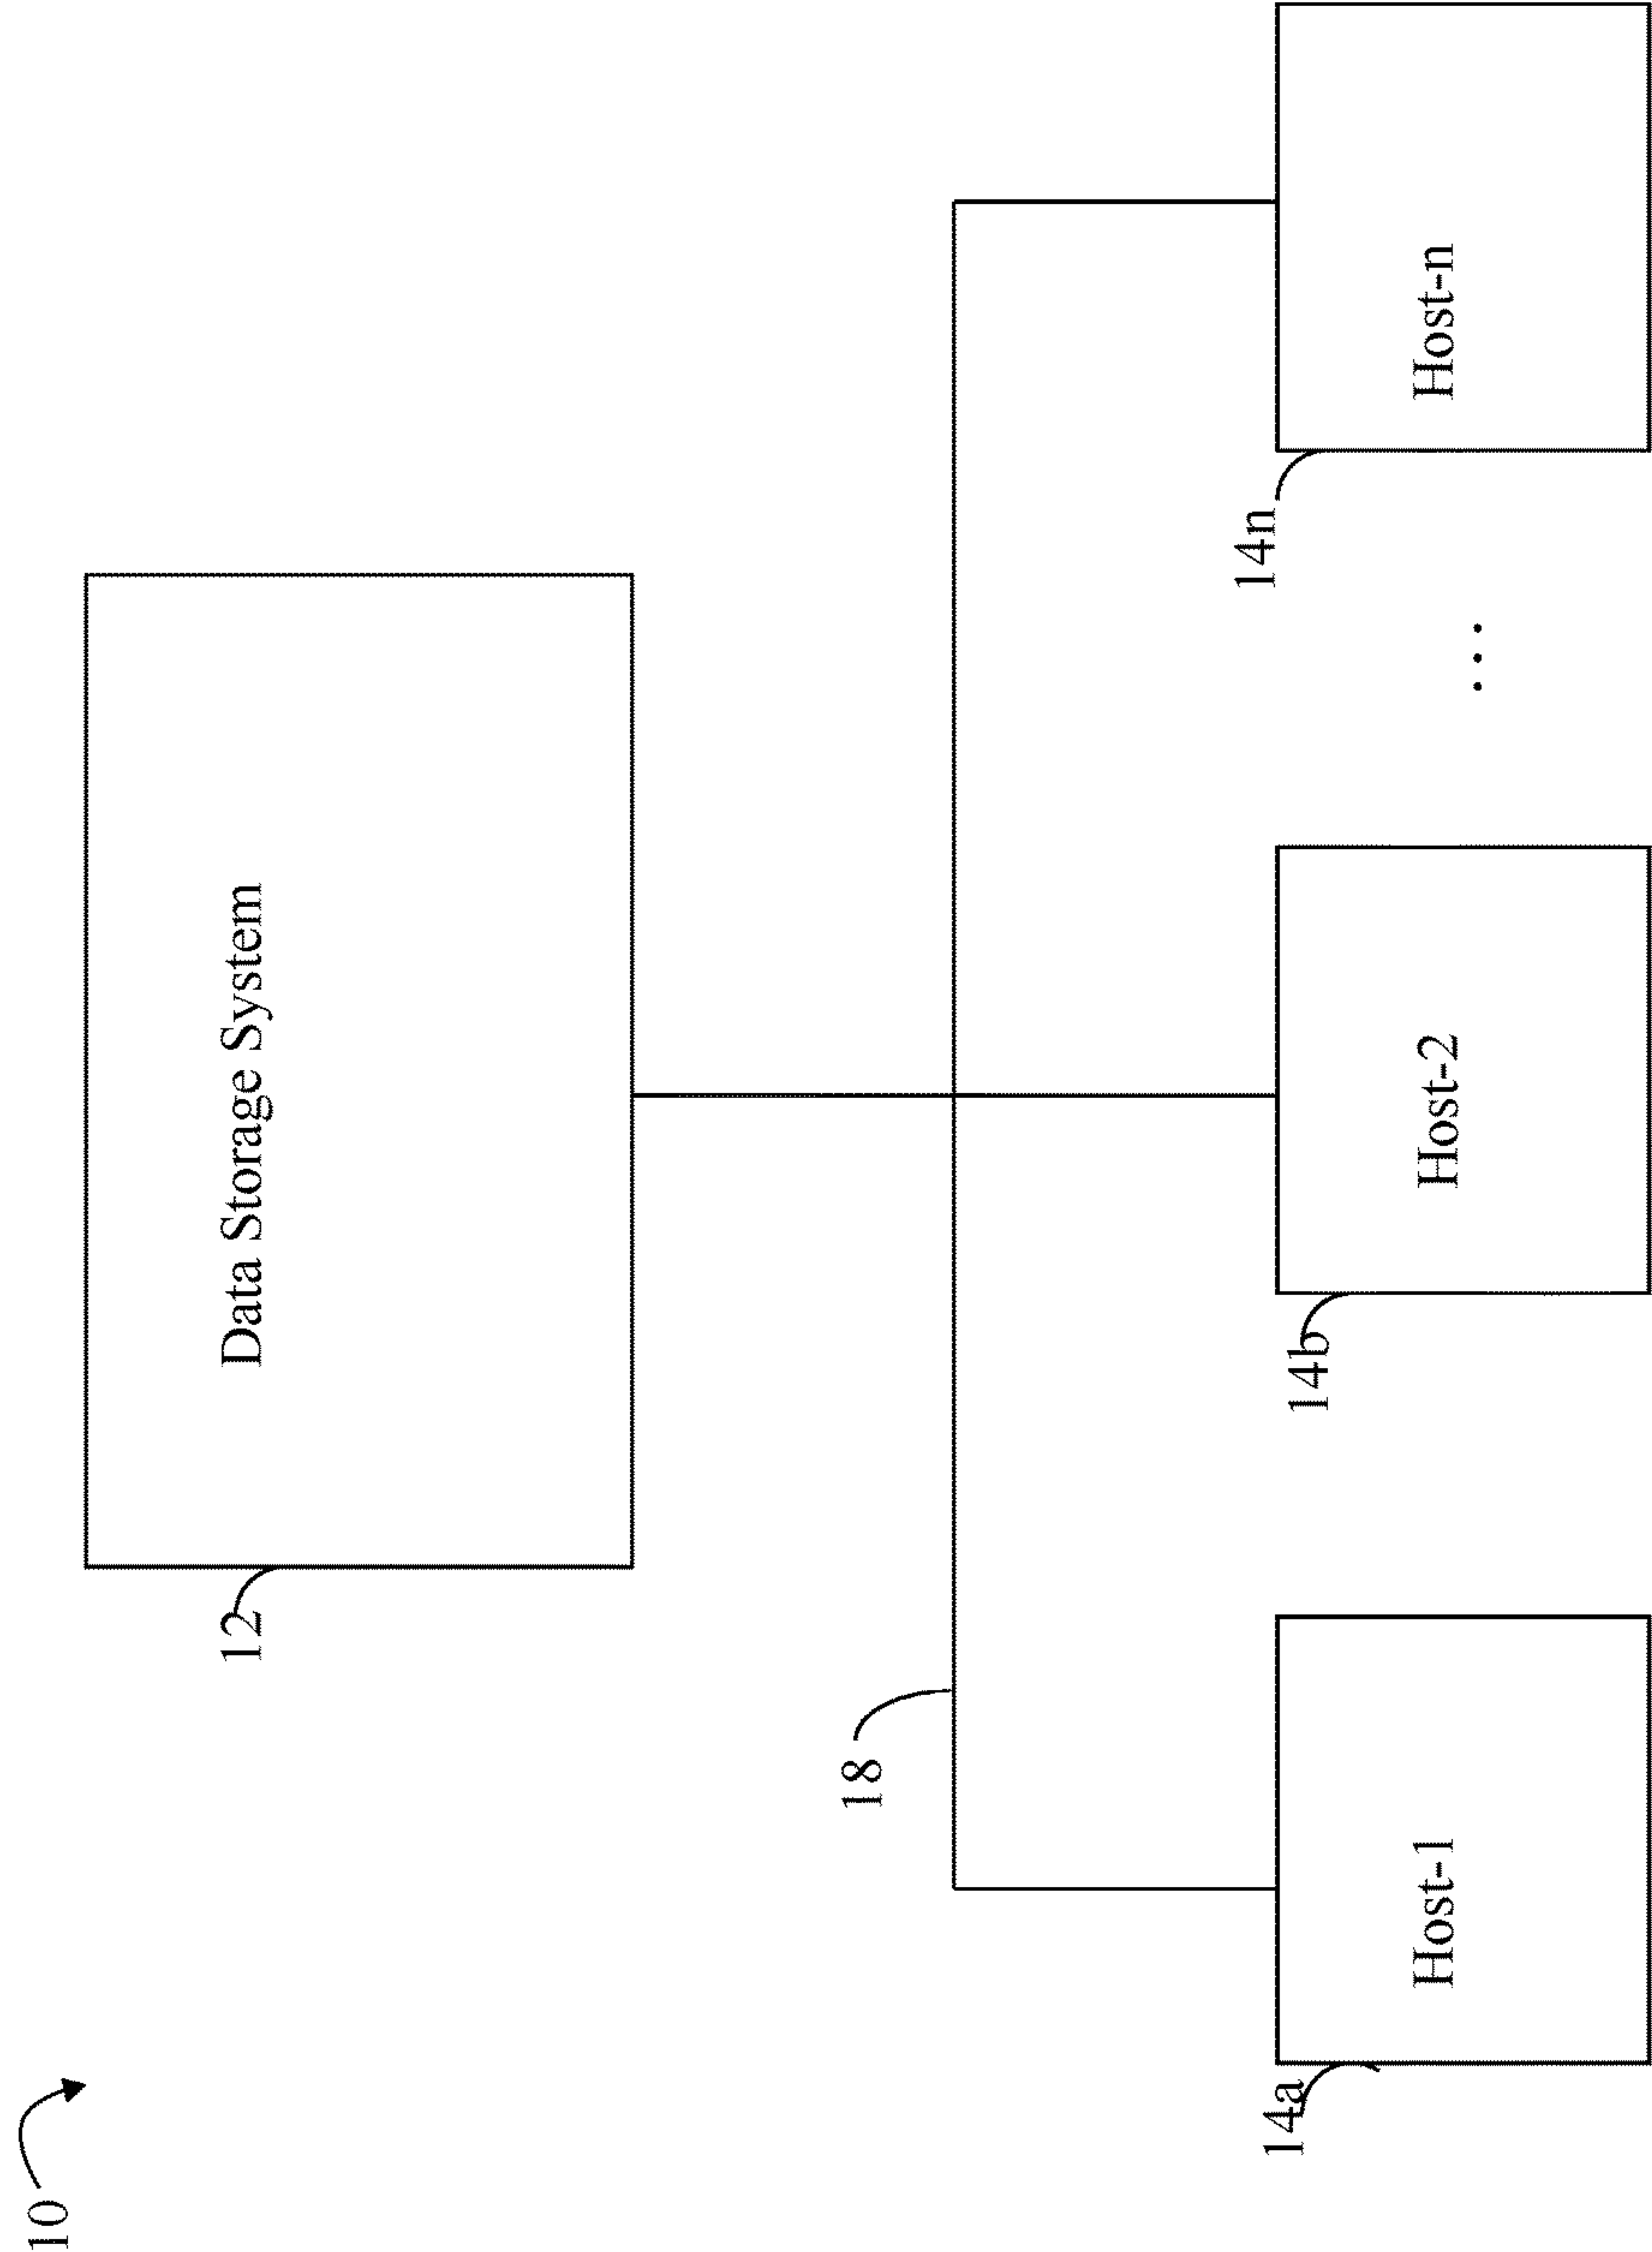 10
12
Data Storage System
18
14a
Host-1
14b
Host-2
...
14n
Host-n